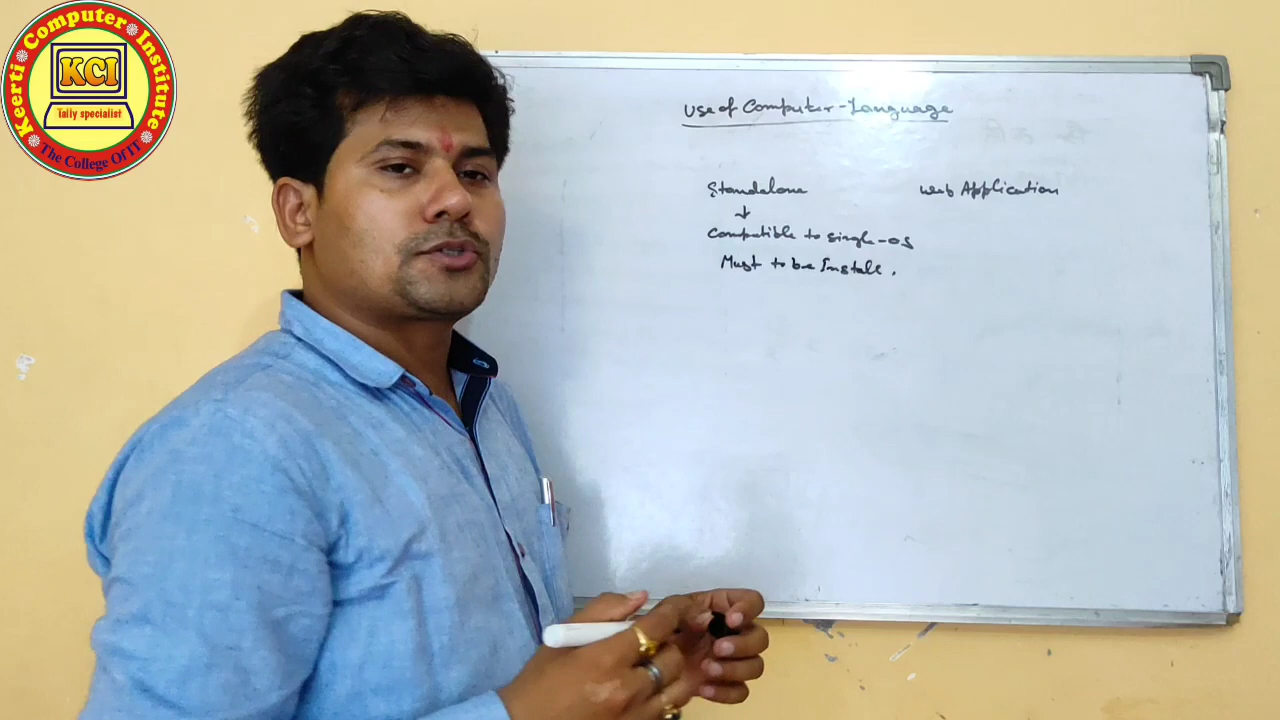 Keerti Computer Institute
KCI
Tally specialist
The College Of IT
Use of Computer-Language
Standalone web Application
↓
Compatible to single-OS
Must to be Install.